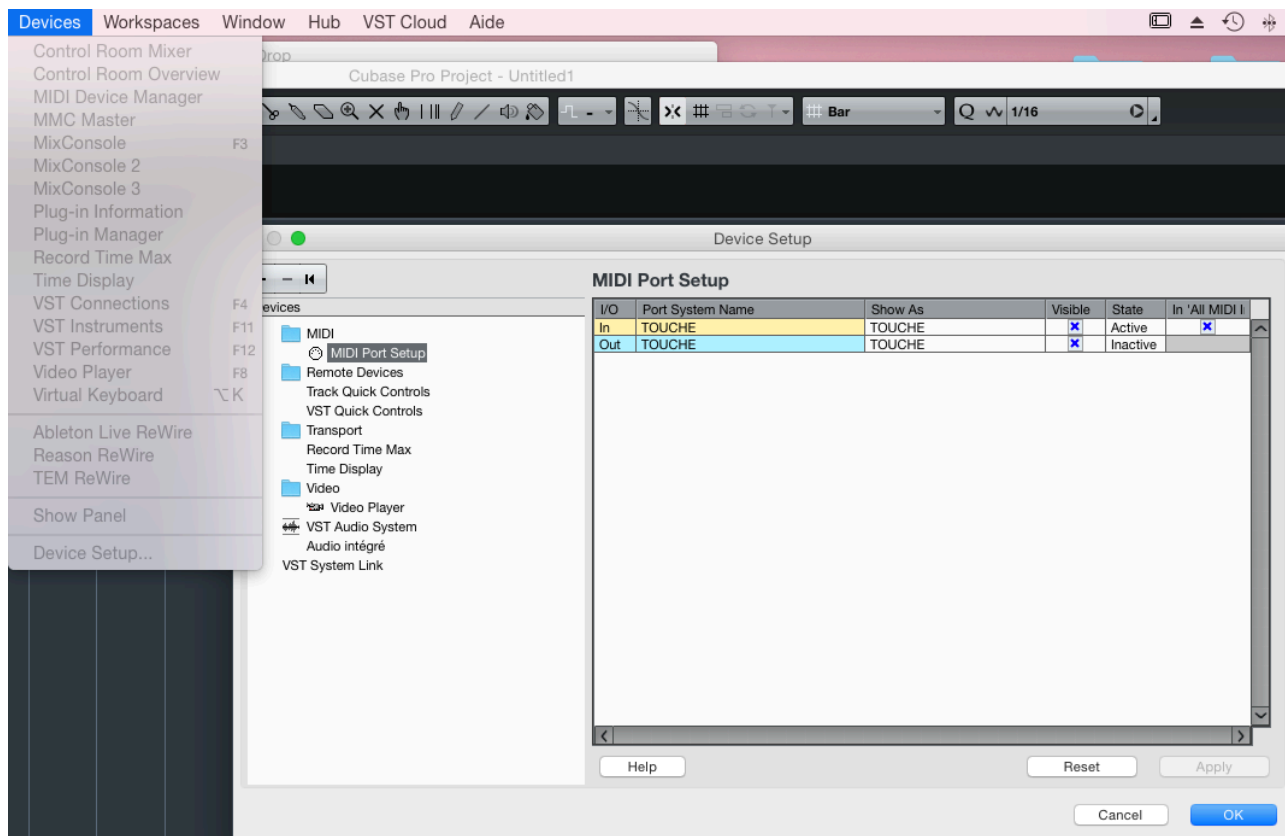 Devices Workspaces Window Hub VST Cloud Aide
Control Room Mixer
Control Room Overview
MIDI Device Manager
MMC Master
MixConsole F3
MixConsole 2
MixConsole 3
Plug-in Information
Plug-in Manager
Record Time Max
Time Display
VST Connections F4
VST Instruments F11
VST Performance F12
Video Player F8
Virtual Keyboard ⌥K
Ableton Live ReWire
Reason ReWire
TEM ReWire
Show Panel
Device Setup...
Drop
Cubase Pro Project - Untitled1
Bar Q 1/16
Device Setup
evices
MIDI
MIDI Port Setup
Remote Devices
Track Quick Controls
VST Quick Controls
Transport
Record Time Max
Time Display
Video
Video Player
VST Audio System
Audio intégré
VST System Link
MIDI Port Setup
I/O Port System Name Show As Visible State In 'All MIDI I
In TOUCHE TOUCHE Active
Out TOUCHE TOUCHE Inactive
Help Reset Apply
Cancel OK